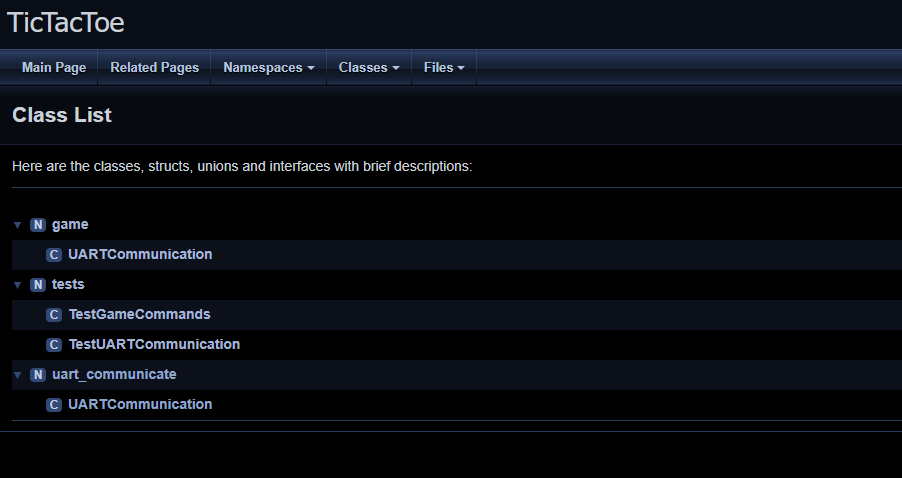 TicTacToe
Main Page Related Pages Namespaces Classes Files
Class List
Here are the classes, structs, unions and interfaces with brief descriptions:
N game
C UARTCommunication
N tests
C TestGameCommands
C TestUARTCommunication
N uart_communicate
C UARTCommunication